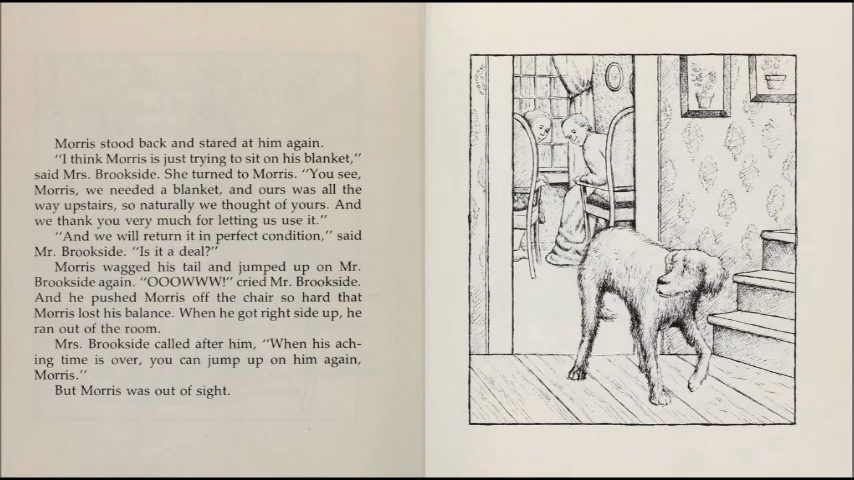 Morris stood back and stared at him again.
"I think Morris is just trying to sit on his blanket,"
said Mrs. Brookside. She turned to Morris. "You see,
Morris, we needed a blanket, and ours was all the
way upstairs, so naturally we thought of yours. And
we thank you very much for letting us use it."
"And we will return it in perfect condition," said
Mr. Brookside. "Is it a deal?"
Morris wagged his tail and jumped up on Mr.
Brookside again. "OOOWWW!" cried Mr. Brookside.
And he pushed Morris off the chair so hard that
Morris lost his balance. When he got right side up, he
ran out of the room.
Mrs. Brookside called after him, "When his ach-
ing time is over, you can jump up on him again,
Morris."
But Morris was out of sight.